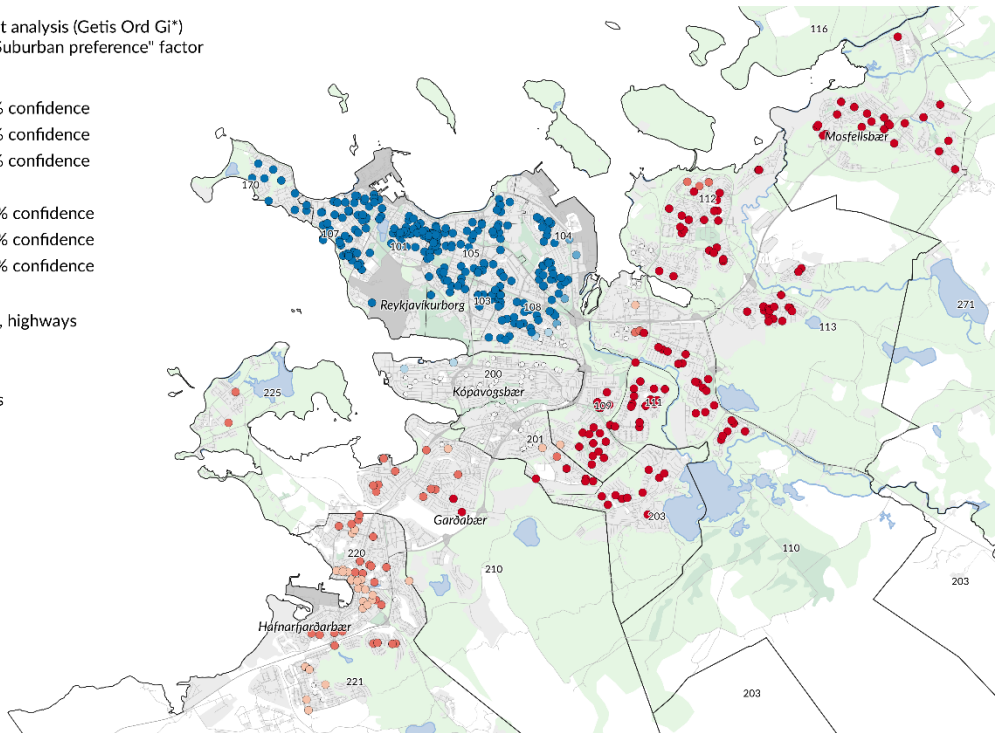 t analysis (Getis Ord Gi*)
Suburban preference" factor
% confidence
% confidence
% confidence
% confidence
% confidence
% confidence
, highways
s
116
Mosfellsbær
170
112
107
101
104
105
Reykjavíkurborg
103
108
271
113
200
225
Kópavogsbær
109
111
201
203
Garðabær
220
110
210
203
Hafnarfjarðarbær
221
203